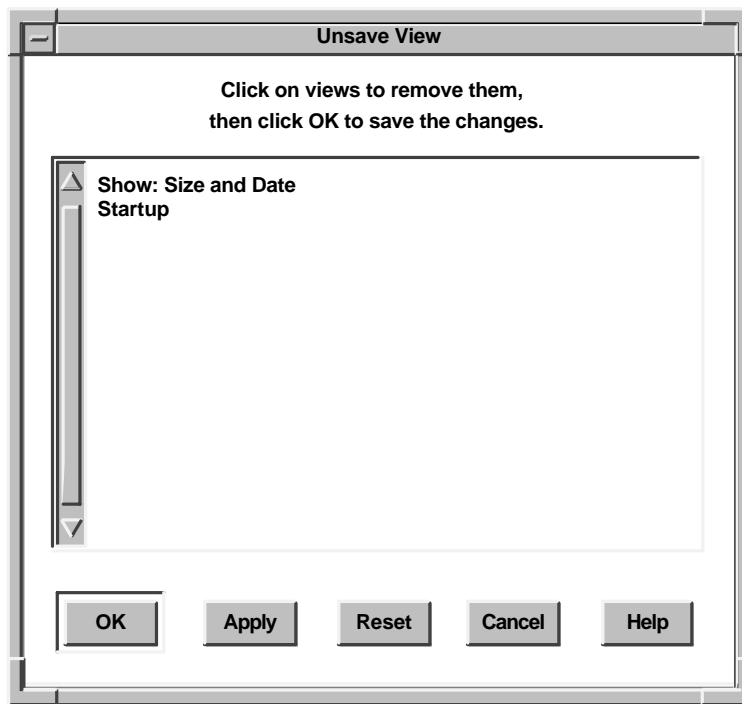 Unsave View
Click on views to remove them,
then click OK to save the changes.
Show: Size and Date
Startup
OK Apply Reset Cancel Help